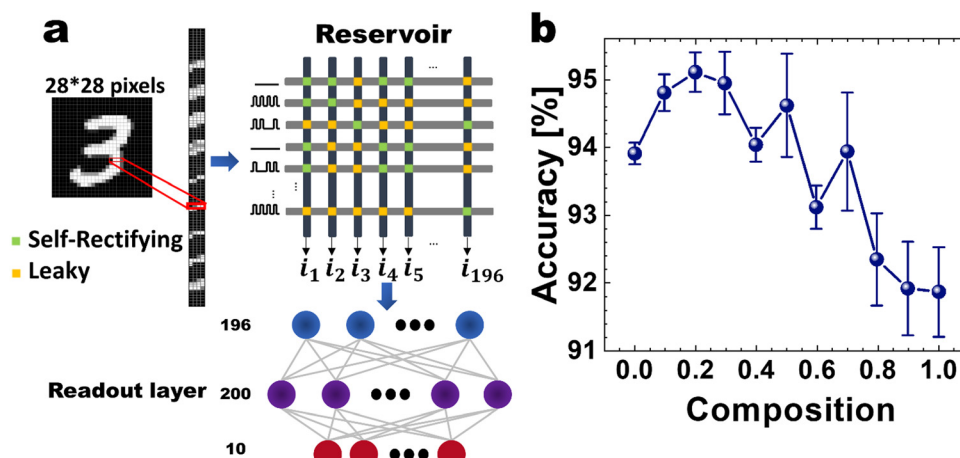 a
28*28 pixels
Self-Rectifying
Leaky
Reservoir
...
...
...
...
...
i1 i2 i3 i4 i5 i196
196
Readout layer 200
10
b
Accuracy [%]
95
94
93
92
91
0.0 0.2 0.4 0.6 0.8 1.0
Composition